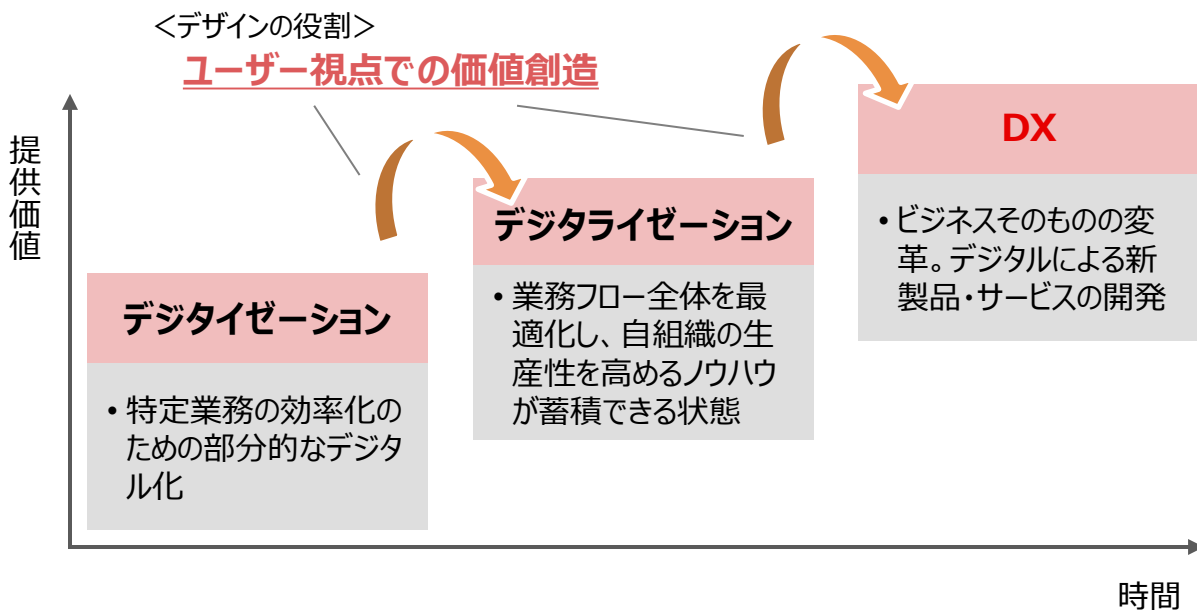 <デザインの役割>
ユーザー視点での価値創造
提供価値
デジタイゼーション
• 特定業務の効率化の
ための部分的なデジタ
ル化
デジタライゼーション
• 業務フロー全体を最
適化し、自組織の生
産性を高めるノウハウ
が蓄積できる状態
DX
• ビジネスそのものの変
革。デジタルによる新
製品・サービスの開発
時間